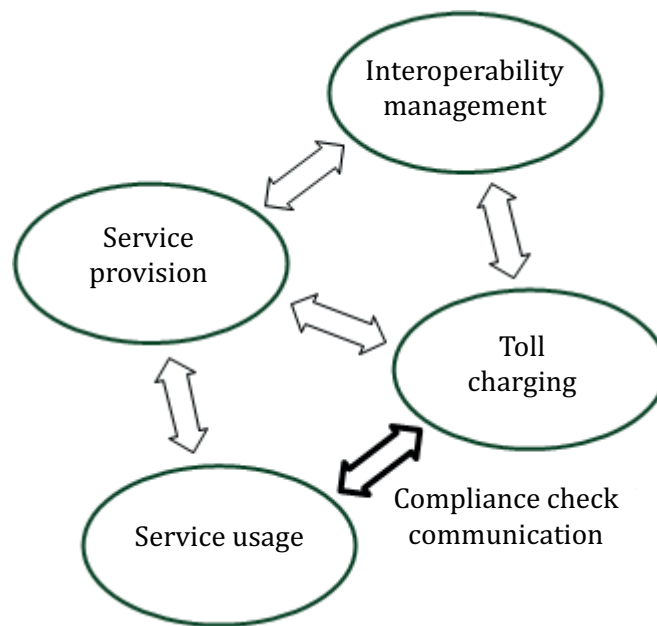 Interoperability
management
Service
provision
Toll
charging
Service usage
Compliance check
communication